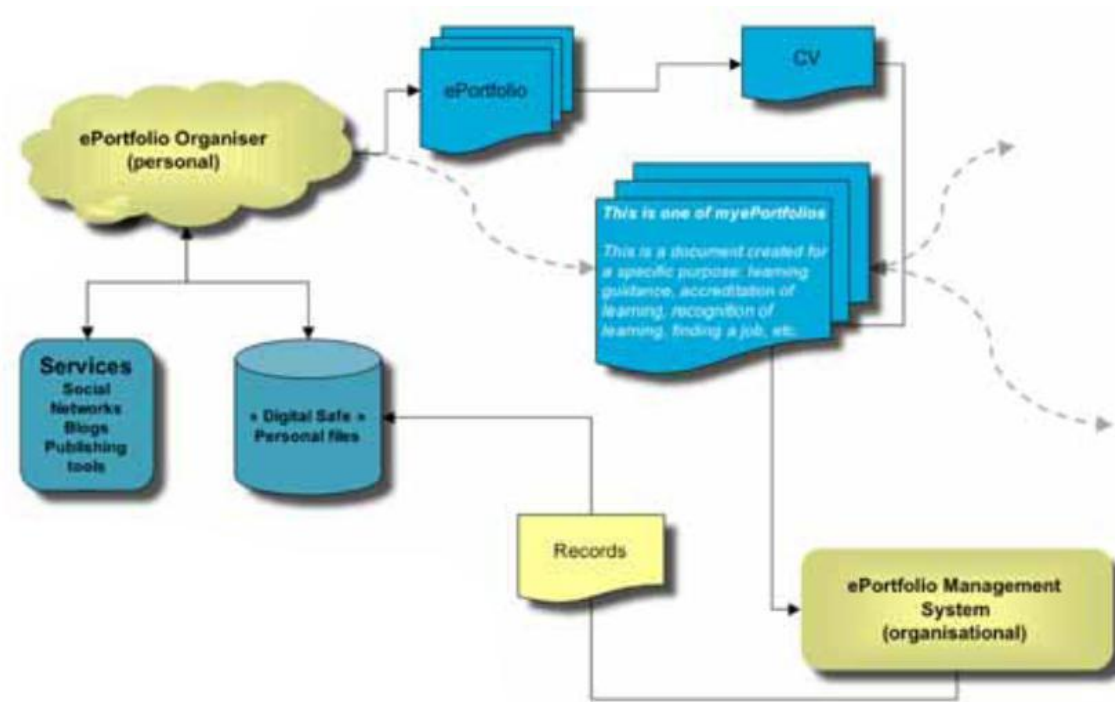 ePortfolio
CV
ePortfolio Organiser
(personal)
This is one of myePortfolios
This is a document created for
a specific purpose: learning
guidance, accreditation of
learning, recognition of
learning, finding a job, etc.
Services
Social
Networks
Blogs
Publishing
tools
« Digital Safe »
Personal files
Records
ePortfolio Management
System
(organisational)